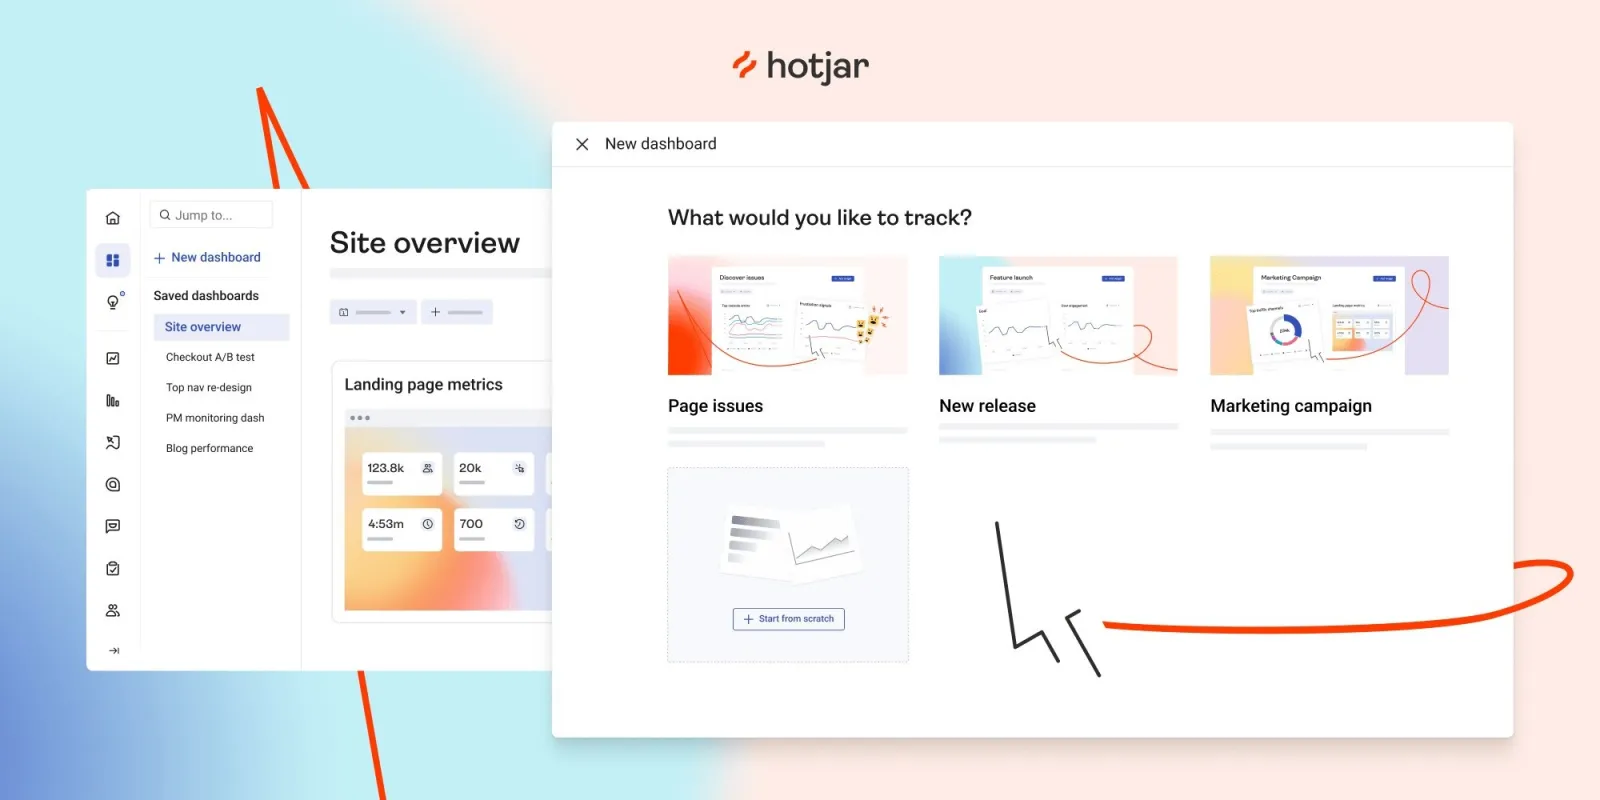 hotjar
New dashboard
What would you like to track?
Discover issues
Feature launch
Marketing Campaign
Page issues
New release
Marketing campaign
Start from scratch
Jump to...
New dashboard
Saved dashboards
Site overview
Checkout A/B test
Top nav re-design
PM monitoring dash
Blog performance
Site overview
Landing page metrics
123.8k
20k
4:53m
700